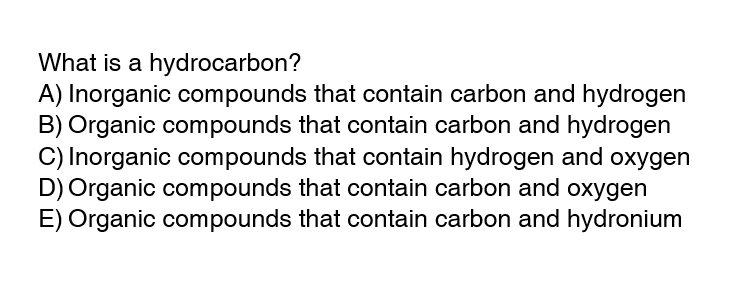 What is a hydrocarbon?
A) Inorganic compounds that contain carbon and hydrogen
B) Organic compounds that contain carbon and hydrogen
C) Inorganic compounds that contain hydrogen and oxygen
D) Organic compounds that contain carbon and oxygen
E) Organic compounds that contain carbon and hydronium